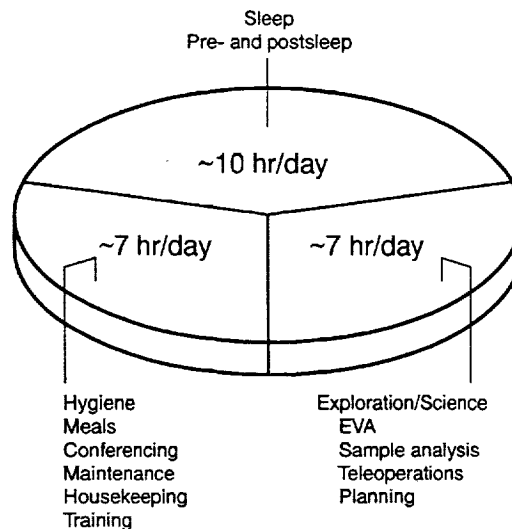 Sleep
Pre- and postsleep
~10 hr/day
~7 hr/day
~7 hr/day
Hygiene
Meals
Conferencing
Maintenance
Housekeeping
Training
Exploration/Science
EVA
Sample analysis
Teleoperations
Planning